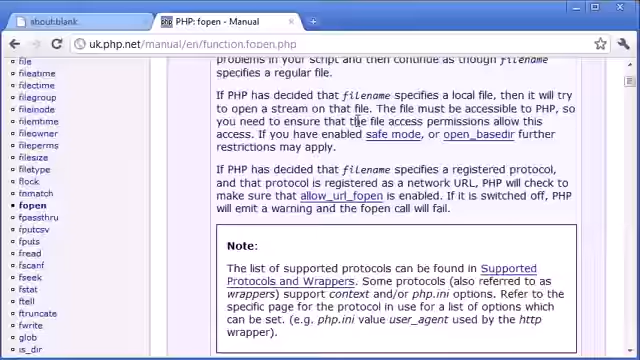 about:blank
PHP: fopen - Manual
uk.php.net/manual/en/function.fopen.php
file
fileatime
filectime
filegroup
fileinode
filemtime
fileowner
fileperms
filesize
filetype
flock
fnmatch
fopen
fpassthru
fputcsv
fputs
fread
fscanf
fseek
fstat
ftell
ftruncate
fwrite
glob
is_dir
problems in your script and then continue as though filename
specifies a regular file.
If PHP has decided that filename specifies a local file, then it will try
to open a stream on that file. The file must be accessible to PHP, so
you need to ensure that the file access permissions allow this
access. If you have enabled safe mode, or open_basedir further
restrictions may apply.
If PHP has decided that filename specifies a registered protocol,
and that protocol is registered as a network URL, PHP will check to
make sure that allow_url_fopen is enabled. If it is switched off, PHP
will emit a warning and the fopen call will fail.
Note:
The list of supported protocols can be found in Supported
Protocols and Wrappers. Some protocols (also referred to as
wrappers) support context and/or php.ini options. Refer to the
specific page for the protocol in use for a list of options which
can be set. (e.g. php.ini value user_agent used by the http
wrapper).